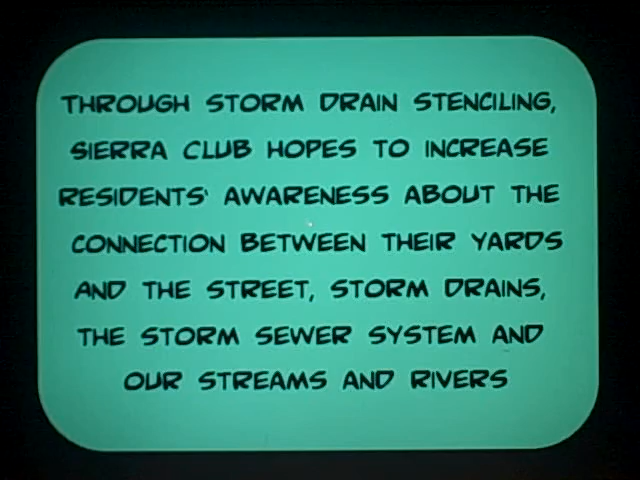 THROUGH STORM DRAIN STENCILING,
SIERRA CLUB HOPES TO INCREASE
RESIDENTS' AWARENESS ABOUT THE
CONNECTION BETWEEN THEIR YARDS
AND THE STREET, STORM DRAINS,
THE STORM SEWER SYSTEM AND
OUR STREAMS AND RIVERS